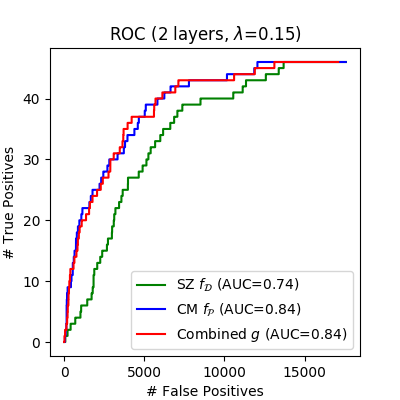 ROC (2 layers, λ=0.15)
# True Positives
40
30
20
10
0
SZ f_𝒟 (AUC=0.74)
CM f_𝒫 (AUC=0.84)
Combined g (AUC=0.84)
0 5000 10000 15000
# False Positives